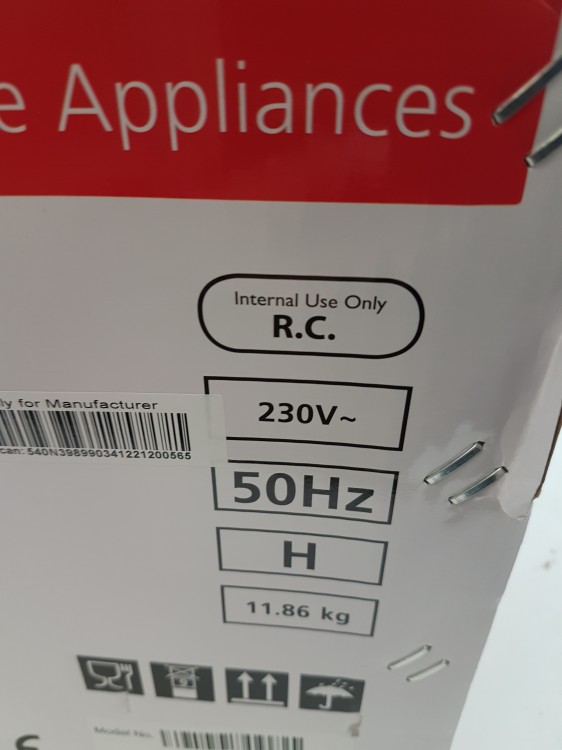 e Appliances
Internal Use Only
R.C.
230V~
ly for Manufacturer
can: 540N398990341221200565
50Hz
H
11.86 kg
Model No.